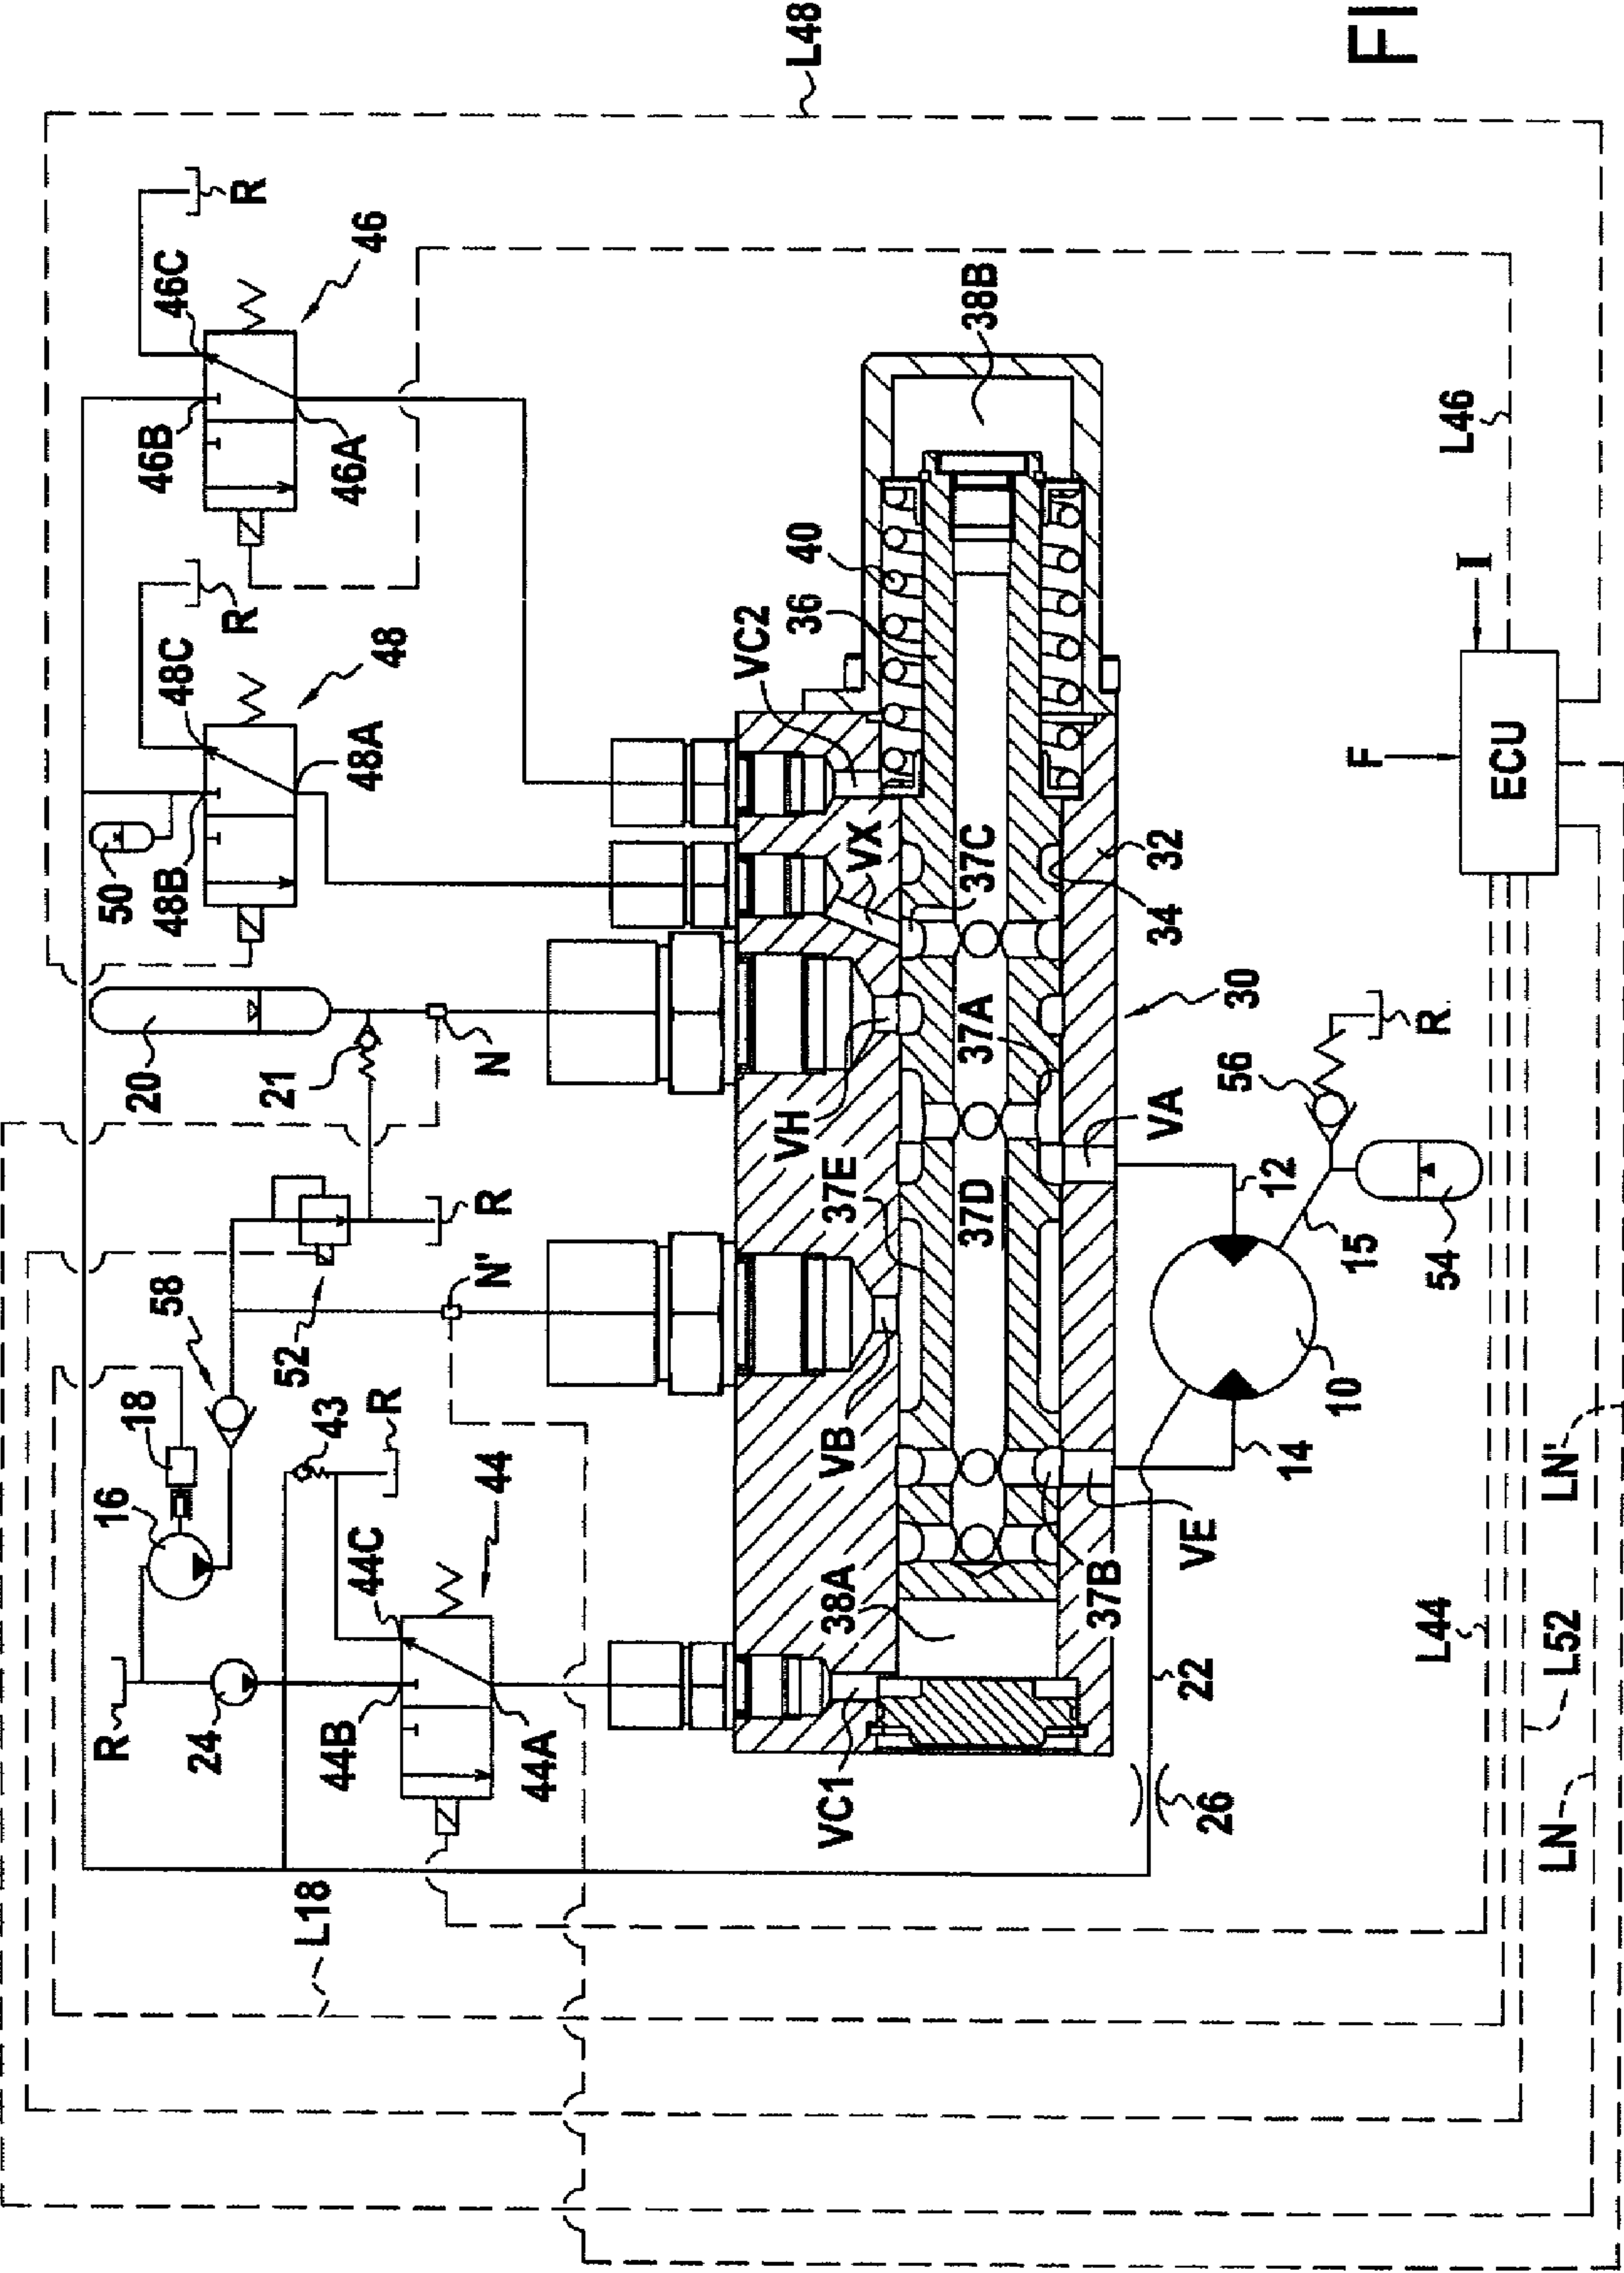 L48
R
46
46C
46B
46A
38B
L46
I
F
ECU
R
48
48C
48B
48A
50
40
36
VC2
VX
37C
32
34
30
20
21
N
VH
37A
37E
37D
VA
56
R
12
15
54
10
14
R
58
52
N'
VB
18
43
R
16
44
44C
44B
44A
R
24
38A
37B
VE
22
VC1
26
L18
L44
L52
LN
LN'
FI